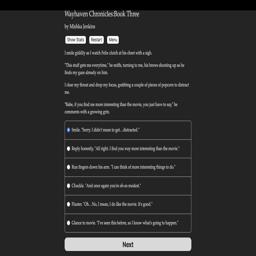 Wayhaven Chronicles: Book Three
by Mishka Jenkins
Show Stats Restart Menu
I smile giddily as I watch Felix clutch at his chest with a sigh.
"This stuff gets me everytime," he sniffs, turning to me, his brows shooting up as he
finds my gaze already on him.
I clear my throat and drop my focus, grabbing a couple of pieces of popcorn to distract
me.
"Babe, if you find me more interesting than the movie, you just have to say," he
comments with a growing grin.
Smile. "Sorry. I didn't mean to get...distracted."
Reply honestly. "All right. I find you way more interesting than the movie."
Run fingers down his arm. "I can think of more interesting things to do."
Chuckle. "And once again you're oh-so modest."
Fluster. "Oh...No, I mean, I do like the movie. It's good."
Glance to movie. "I've seen this before, so I know what's going to happen."
Next